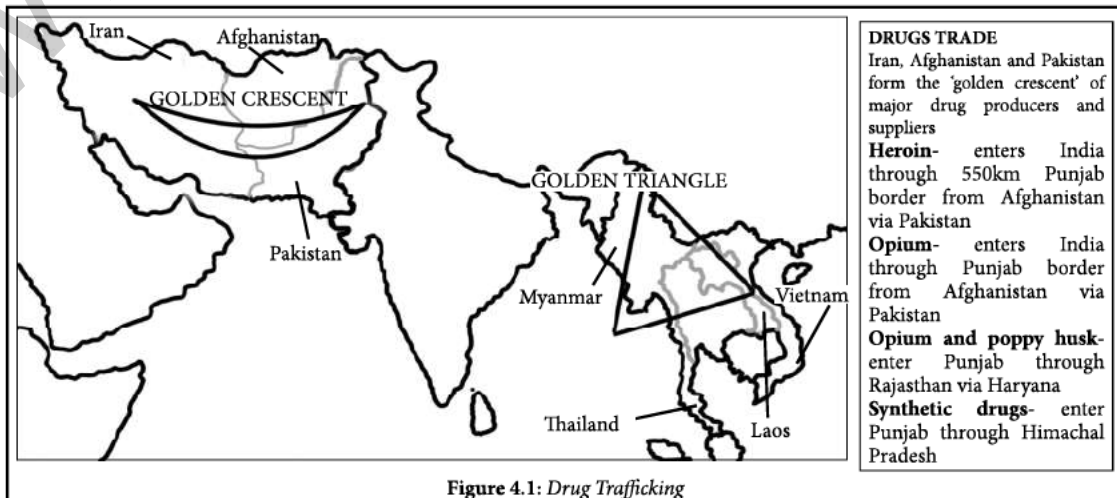 Iran
Afghanistan
GOLDEN CRESCENT
GOLDEN TRIANGLE
Pakistan
Myanmar
Vietnam
Thailand
Laos
DRUGS TRADE
Iran, Afghanistan and Pakistan
form the ‘golden crescent’ of
major drug producers and
suppliers
Heroin- enters India
through 550km Punjab
border from Afghanistan
via Pakistan
Opium- enters India
through Punjab border
from Afghanistan via
Pakistan
Opium and poppy husk-
enter Punjab through
Rajasthan via Haryana
Synthetic drugs- enter
Punjab through Himachal
Pradesh
Figure 4.1: Drug Trafficking